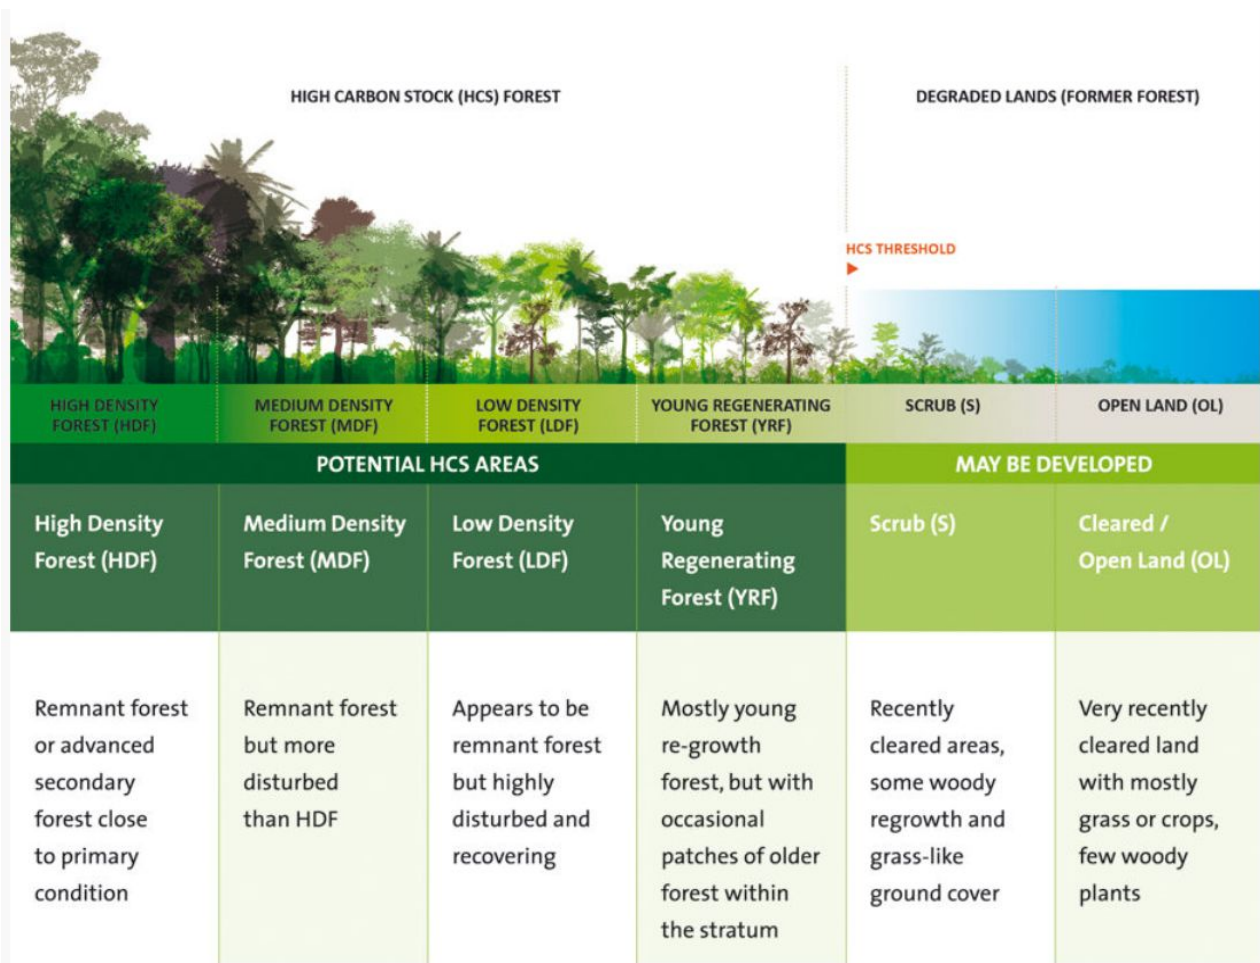 HIGH CARBON STOCK (HCS) FOREST
DEGRADED LANDS (FORMER FOREST)
HCS THRESHOLD
HIGH DENSITY
FOREST (HDF)
MEDIUM DENSITY
FOREST (MDF)
LOW DENSITY
FOREST (LDF)
YOUNG REGENERATING
FOREST (YRF)
SCRUB (S)
OPEN LAND (OL)
POTENTIAL HCS AREAS
MAY BE DEVELOPED
High Density
Forest (HDF)
Medium Density
Forest (MDF)
Low Density
Forest (LDF)
Young
Regenerating
Forest (YRF)
Scrub (S)
Cleared /
Open Land (OL)
Remnant forest
or advanced
secondary
forest close
to primary
condition
Remnant forest
but more
disturbed
than HDF
Appears to be
remnant forest
but highly
disturbed and
recovering
Mostly young
re-growth
forest, but with
occasional
patches of older
forest within
the stratum
Recently
cleared areas,
some woody
regrowth and
grass-like
ground cover
Very recently
cleared land
with mostly
grass or crops,
few woody
plants